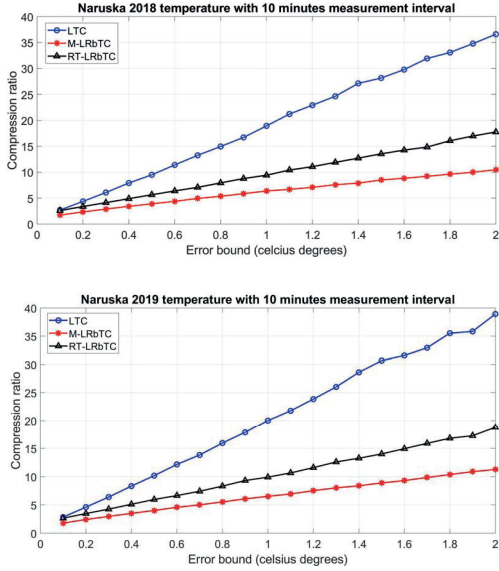 Naruska 2018 temperature with 10 minutes measurement interval
40
35
30
25
20
15
10
5
0
LTC
M-LRbTC
RT-LRbTC
Compression ratio
0 0.2 0.4 0.6 0.8 1 1.2 1.4 1.6 1.8 2
Error bound (celcius degrees)
Naruska 2019 temperature with 10 minutes measurement interval
40
35
30
25
20
15
10
5
0
LTC
M-LRbTC
RT-LRbTC
Compression ratio
0 0.2 0.4 0.6 0.8 1 1.2 1.4 1.6 1.8 2
Error bound (celsius degrees)